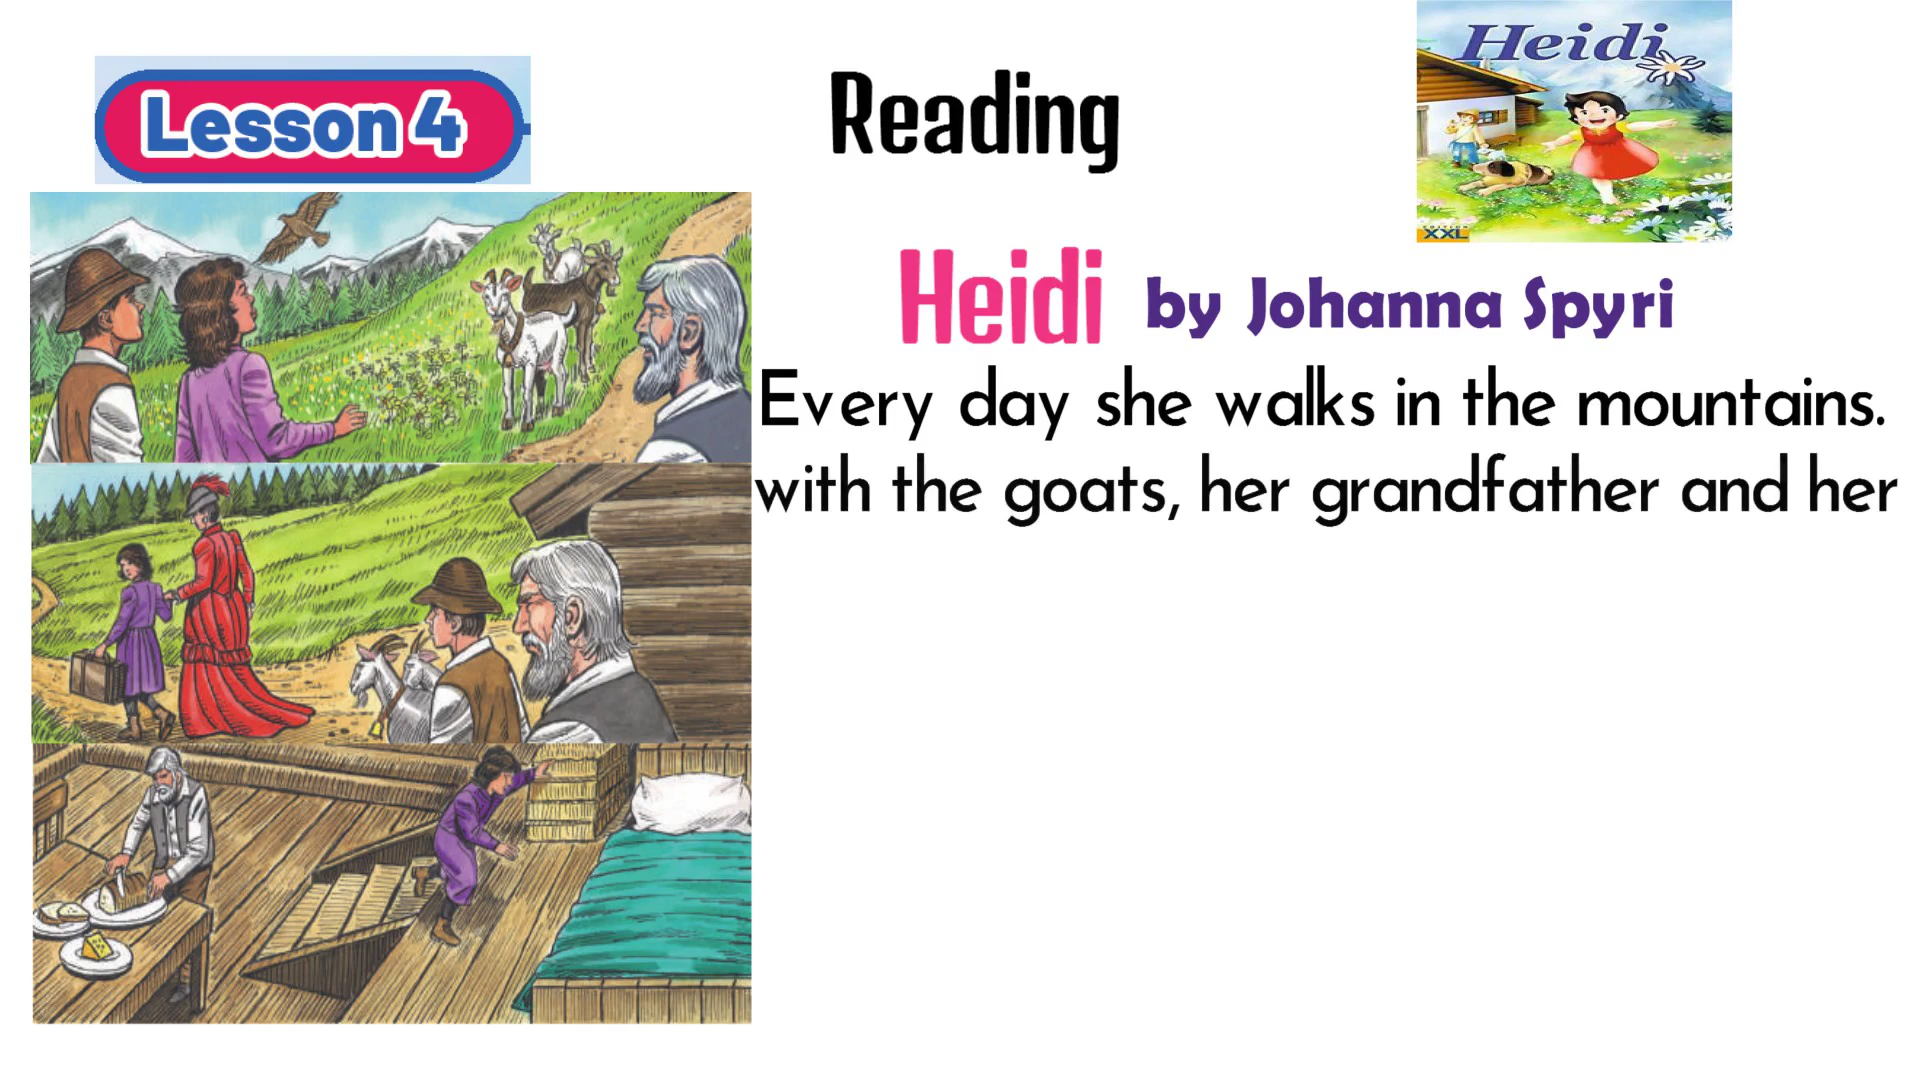 Lesson 4
Reading
Heidi
XXL
Heidi by Johanna Spyri
Every day she walks in the mountains.
with the goats, her grandfather and her